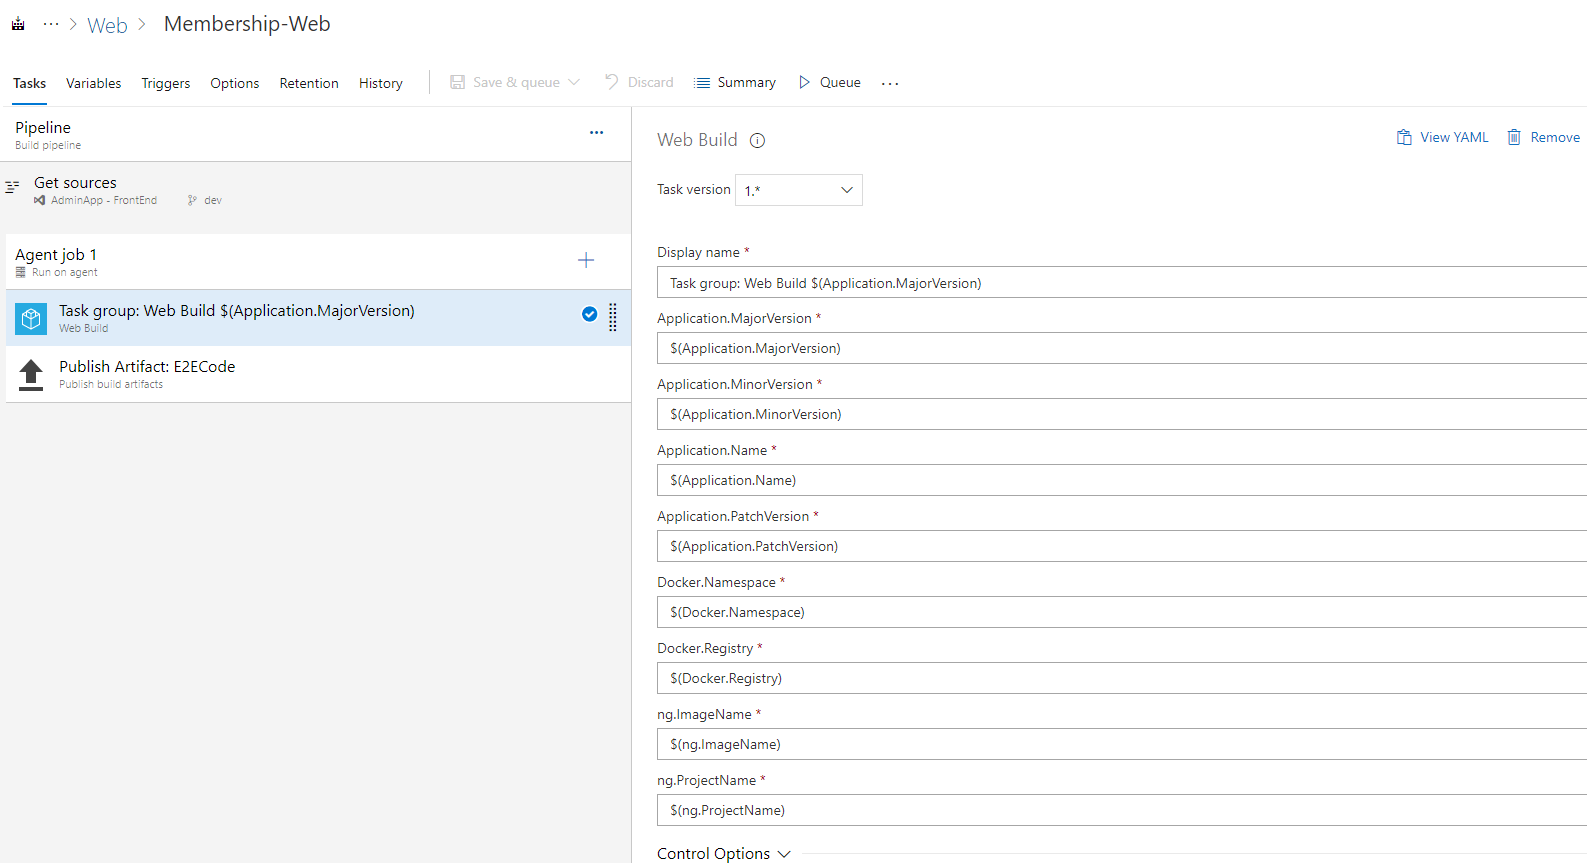 ... > Web > Membership-Web
Tasks Variables Triggers Options Retention History Save & queue Discard Summary Queue ...
Pipeline
Build pipeline
Get sources
AdminApp - FrontEnd dev
Agent job 1
Run on agent
Task group: Web Build $(Application.MajorVersion)
Web Build
Publish Artifact: E2ECode
Publish build artifacts
Web Build View YAML Remove
Task version 1.*
Display name *
Task group: Web Build $(Application.MajorVersion)
Application.MajorVersion *
$(Application.MajorVersion)
Application.MinorVersion *
$(Application.MinorVersion)
Application.Name *
$(Application.Name)
Application.PatchVersion *
$(Application.PatchVersion)
Docker.Namespace *
$(Docker.Namespace)
Docker.Registry *
$(Docker.Registry)
ng.ImageName *
$(ng.ImageName)
ng.ProjectName *
$(ng.ProjectName)
Control Options